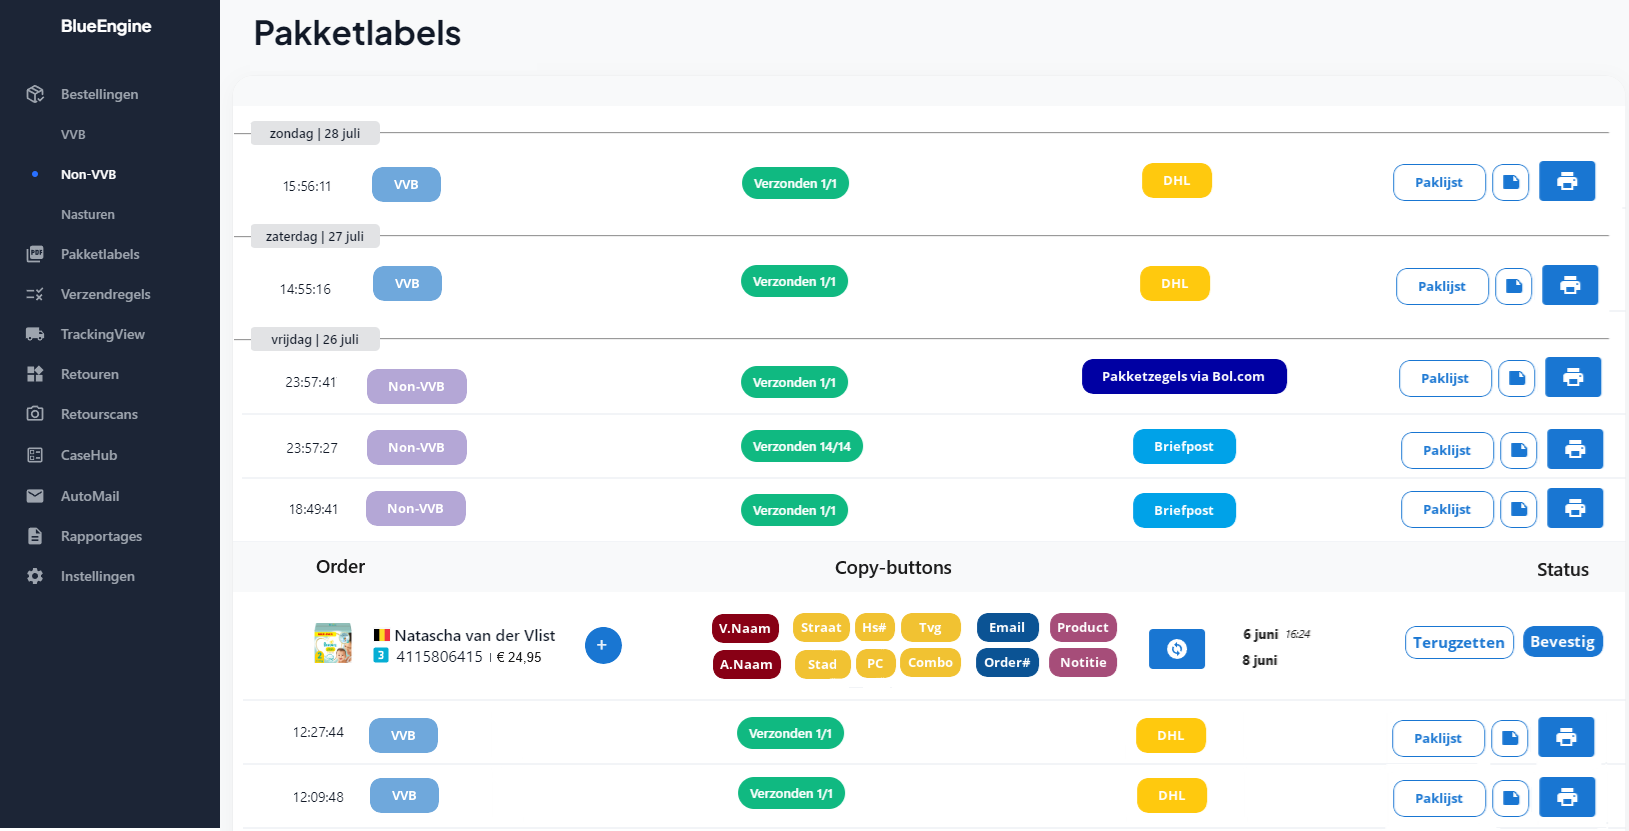 BlueEngine
Bestellingen
VVB
Non-VVB
Nasturen
Pakketlabels
Verzendregels
TrackingView
Retouren
Retourscans
CaseHub
AutoMail
Rapportages
Instellingen
Pakketlabels
zondag | 28 juli
15:56:11 VVB Verzonden 1/1 DHL Paklijst
zaterdag | 27 juli
14:55:16 VVB Verzonden 1/1 DHL Paklijst
vrijdag | 26 juli
23:57:41 Non-VVB Verzonden 1/1 Pakketzegels via Bol.com Paklijst
23:57:27 Non-VVB Verzonden 14/14 Briefpost Paklijst
18:49:41 Non-VVB Verzonden 1/1 Briefpost Paklijst
Order Copy-buttons Status
Natascha van der Vlist + V.Naam Straat Hs# Tvg Email Product 6 juni 16:24 Terugzetten Bevestig
3 4115806415 | € 24,95 A.Naam Stad PC Combo Order# Notitie 8 juni
12:27:44 VVB Verzonden 1/1 DHL Paklijst
12:09:48 VVB Verzonden 1/1 DHL Paklijst